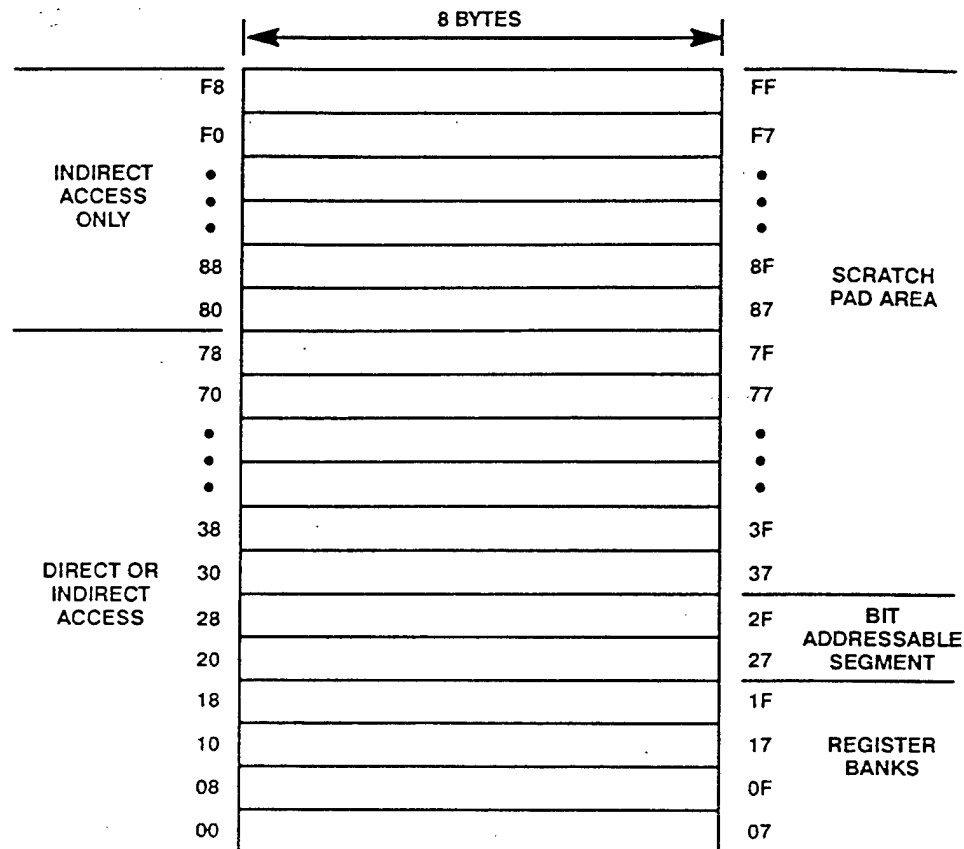 8 BYTES
F8 FF
F0 F7
INDIRECT
ACCESS
ONLY
• •
• •
• •
88 8F
80 87
SCRATCH
PAD AREA
78 7F
70 77
• •
• •
• •
38 3F
30 37
DIRECT OR
INDIRECT
ACCESS
28 2F
20 27
BIT
ADDRESSABLE
SEGMENT
18 1F
10 17
REGISTER
BANKS
08 0F
00 07